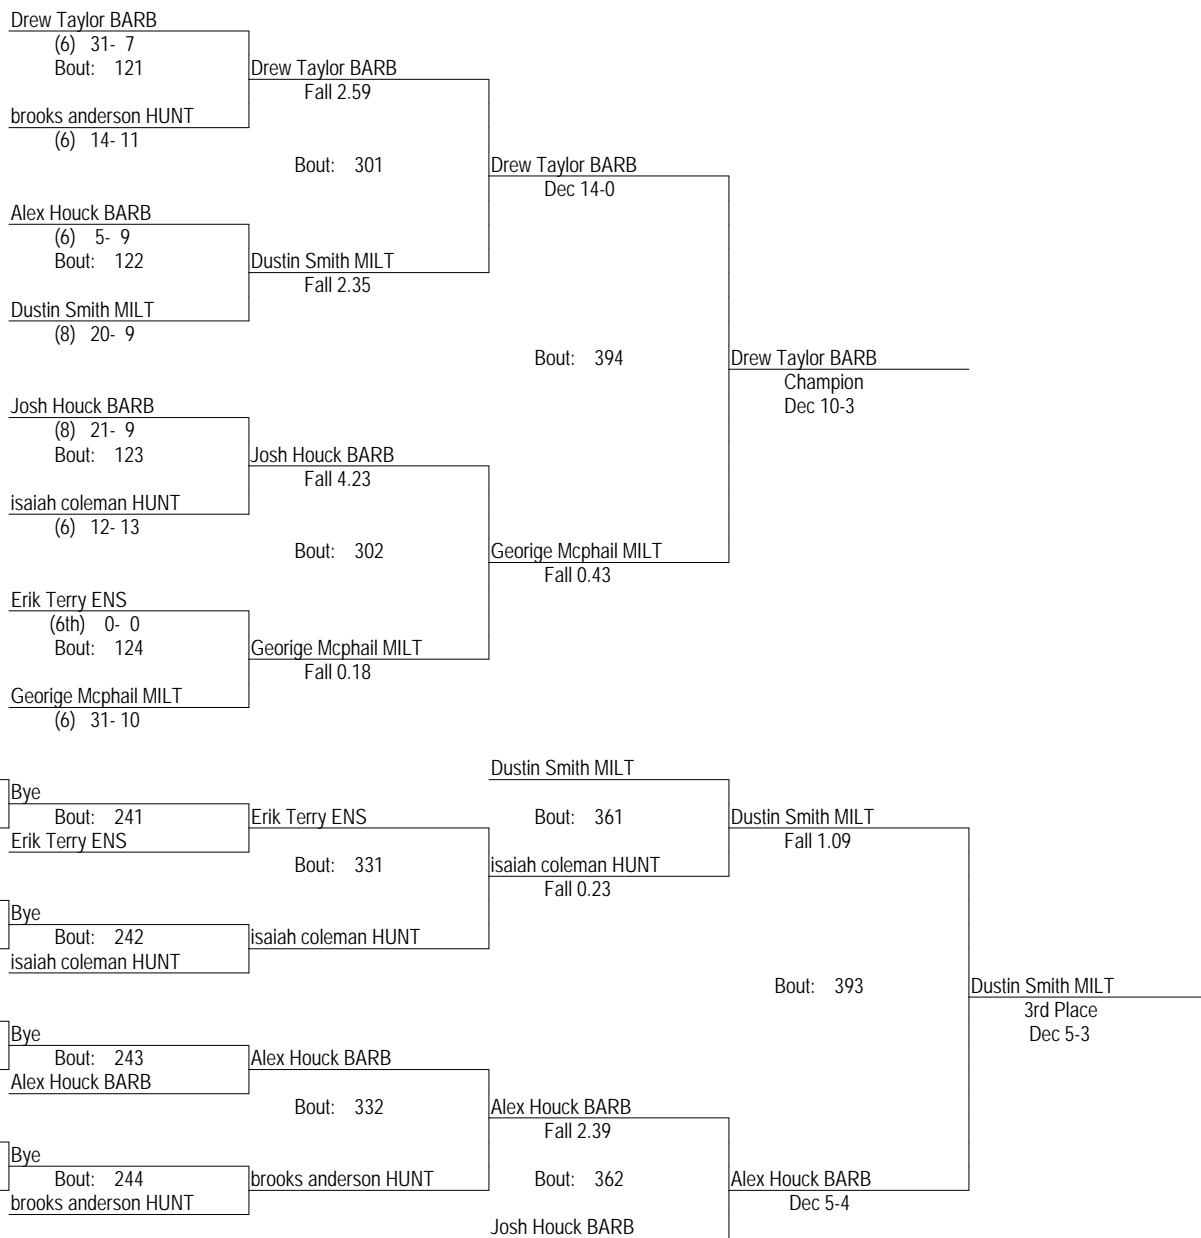 Drew Taylor BARB
(6) 31- 7
Bout: 121
Drew Taylor BARB
Fall 2.59
brooks anderson HUNT
(6) 14- 11
Bout: 301
Drew Taylor BARB
Dec 14-0
Alex Houck BARB
(6) 5- 9
Bout: 122
Dustin Smith MILT
Fall 2.35
Dustin Smith MILT
(8) 20- 9
Bout: 394
Drew Taylor BARB
Champion
Dec 10-3
Josh Houck BARB
(8) 21- 9
Bout: 123
Josh Houck BARB
Fall 4.23
isaiah coleman HUNT
(6) 12- 13
Bout: 302
Georige Mcphail MILT
Fall 0.43
Erik Terry ENS
(6th) 0- 0
Bout: 124
Georige Mcphail MILT
Fall 0.18
Georige Mcphail MILT
(6) 31- 10
Dustin Smith MILT
Bye
Bout: 241
Erik Terry ENS
Erik Terry ENS
Bout: 361
Dustin Smith MILT
Fall 1.09
Bout: 331
isaiah coleman HUNT
Fall 0.23
Bye
Bout: 242
isaiah coleman HUNT
isaiah coleman HUNT
Bout: 393
Dustin Smith MILT
3rd Place
Dec 5-3
Bye
Bout: 243
Alex Houck BARB
Alex Houck BARB
Bout: 332
Alex Houck BARB
Fall 2.39
Bye
Bout: 244
brooks anderson HUNT
brooks anderson HUNT
Bout: 362
Alex Houck BARB
Dec 5-4
Josh Houck BARB